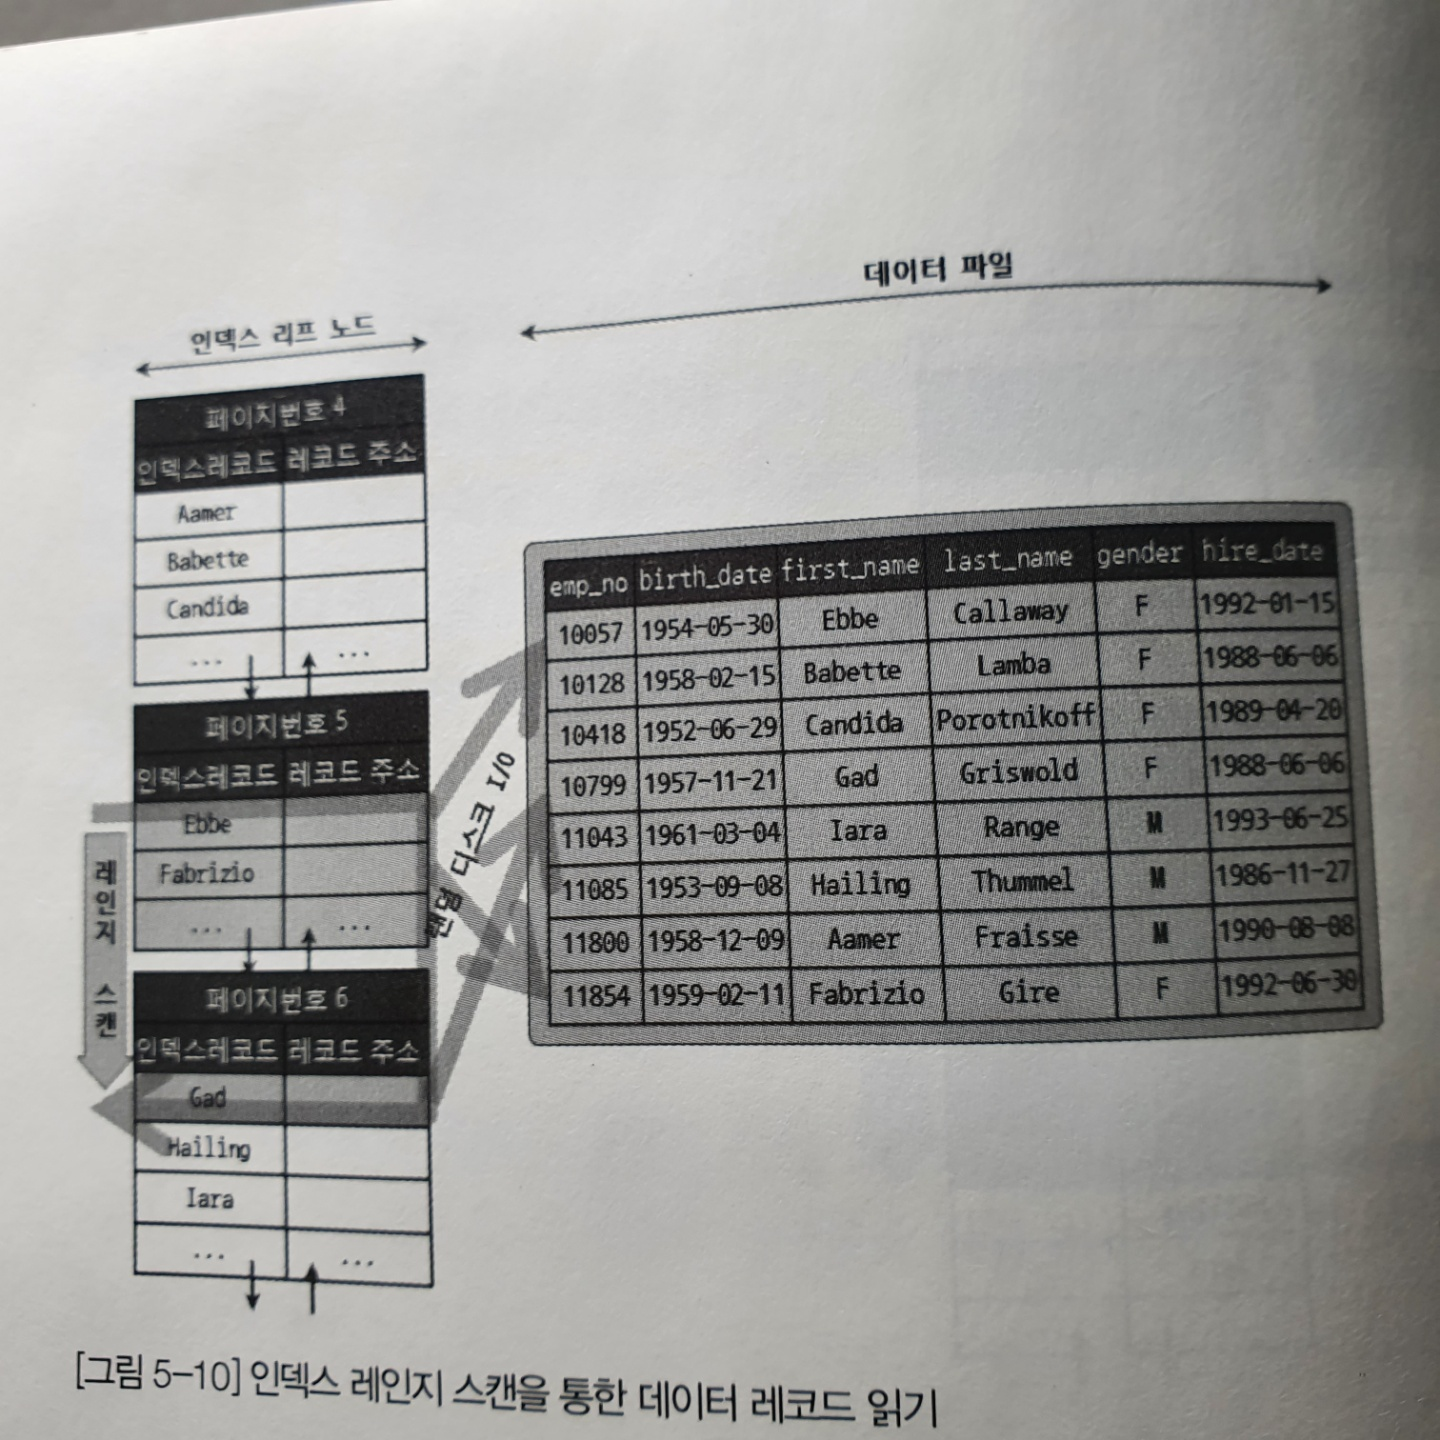 데이터 파일
인덱스 리프 노드
페이지번호 4
인덱스레코드 레코드 주소
Aamer
Babette
Candida
... ...
페이지번호 5
인덱스레코드 레코드 주소
Ebbe
Fabrizio
... ...
페이지번호 6
인덱스레코드 레코드 주소
Gad
Hailing
Iara
... ...
레인지 스캔
랜덤 디스크 I/O
emp_no birth_date first_name last_name gender hire_date
10057 1954-05-30 Ebbe Callaway F 1992-01-15
10128 1958-02-15 Babette Lamba F 1988-06-06
10418 1952-06-29 Candida Porotnikoff F 1989-04-20
10799 1957-11-21 Gad Griswold F 1988-06-06
11043 1961-03-04 Iara Range M 1993-06-25
11085 1953-09-08 Hailing Thummel M 1986-11-27
11800 1958-12-09 Aamer Fraisse M 1990-08-08
11854 1959-02-11 Fabrizio Gire F 1992-06-30
[그림 5-10] 인덱스 레인지 스캔을 통한 데이터 레코드 읽기